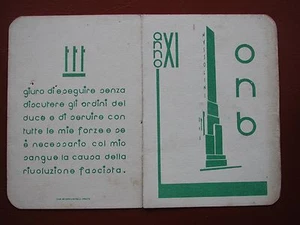 giuro di eseguire senza
discutere gli ordini del
duce e di servire con
tutte le mie forze e se
è necessario col mio
sangue la causa della
rivoluzione fascista.
anno XI
onb